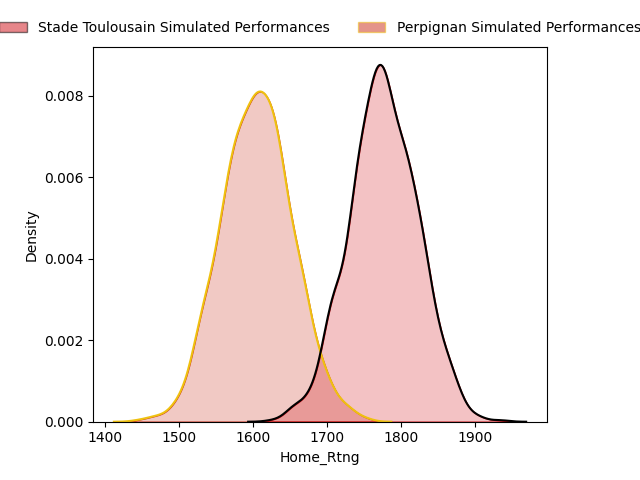 Stade Toulousain Simulated Performances Perpignan Simulated Performances
0.008
0.006
0.004
0.002
0.000
Density
1400 1500 1600 1700 1800 1900
Home_Rtng